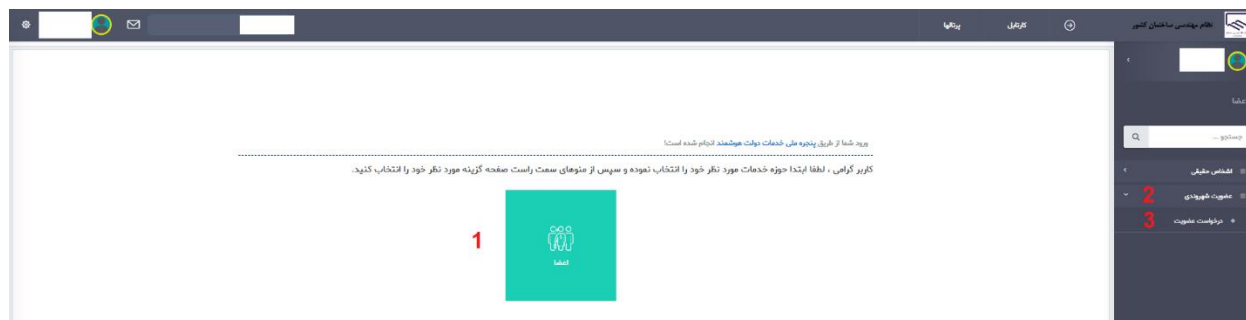 نظام مهندسی ساختمان کشور
کارتابل
پرتالها
اعضا
جستجو ...
اشخاص حقیقی
عضویت شهروندی
2
درخواست عضویت
3
ورود شما از طریق پنجره ملی خدمات دولت هوشمند انجام شده است!
کاربر گرامی ، لطفا ابتدا حوزه خدمات مورد نظر خود را انتخاب نموده و سپس از منوهای سمت راست صفحه گزینه مورد نظر خود را انتخاب کنید.
1
اعضا